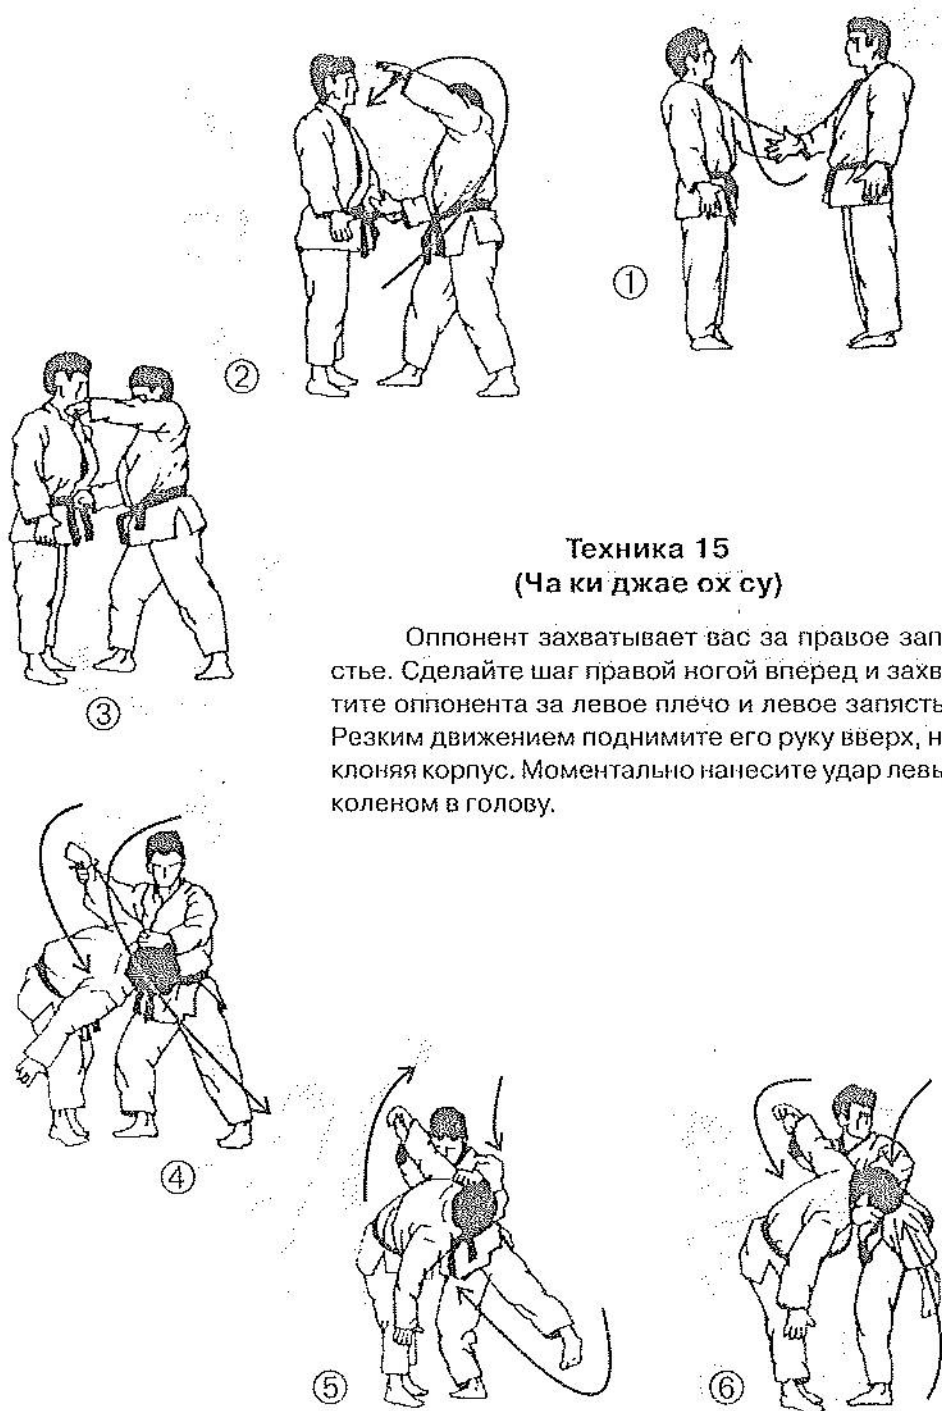 ①
②
③
Техника 15
(Ча ки джае ох су)
Оппонент захватывает вас за правое зап
стье. Сделайте шаг правой ногой вперед и захв
тите оппонента за левое плечо и левое запясть
Резким движением поднимите его руку вверх, н
клоняя корпус. Моментально нанесите удар левы
коленом в голову.
④
⑤
⑥